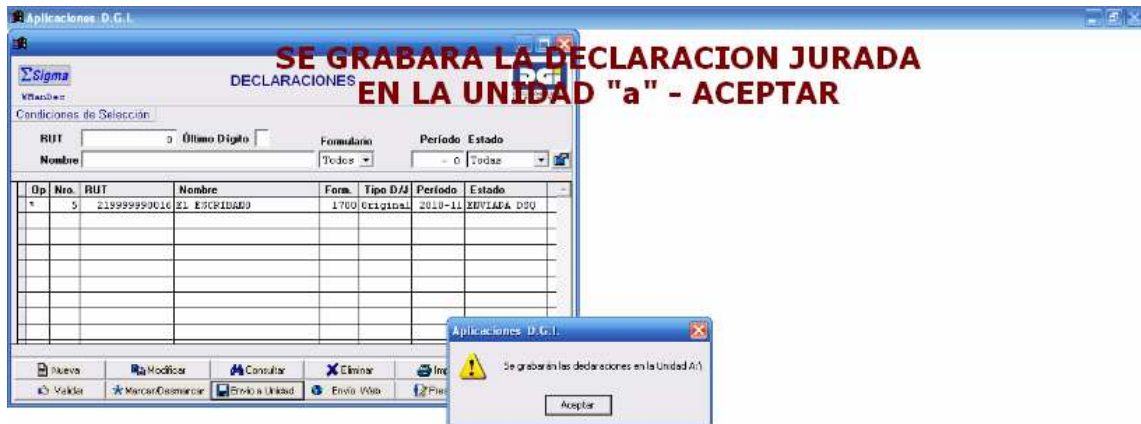 Aplicaciones D.G.I.
SE GRABARA LA DECLARACION JURADA
EN LA UNIDAD "a" - ACEPTAR
ΣSigma
DECLARACIONES
DGI
Condiciones de Selección
RUT 0 Último Dígito Formulario Período Estado
Nombre Todos - 0 Todas
Op Nro. RUT Nombre Form. Tipo D/J Período Estado
* 5 219999990016 EL ESCRIBANO 1700 Original 2010-11 ENVIADA DSQ
Aplicaciones D.G.I.
Se grabarán las declaraciones en la Unidad A:\
Aceptar
Nueva Modificar Consultar Eliminar
Validar Marcar/Desmarcar Envío a Unidad Envío Web